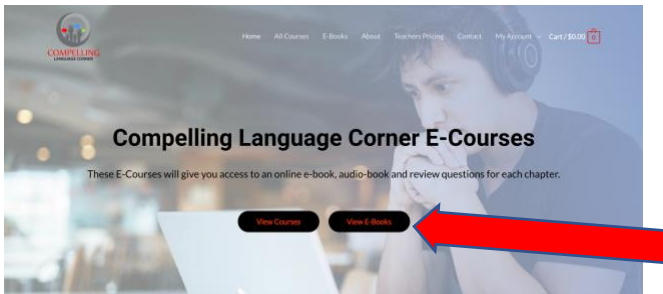 COMPELLING
LANGUAGE CORNER
Home All Courses E-Books About Teachers Pricing Contact My Account Cart / $0.00 0
Compelling Language Corner E-Courses
These E-Courses will give you access to an online e-book, audio-book and review questions for each chapter.
View Courses View E-Books